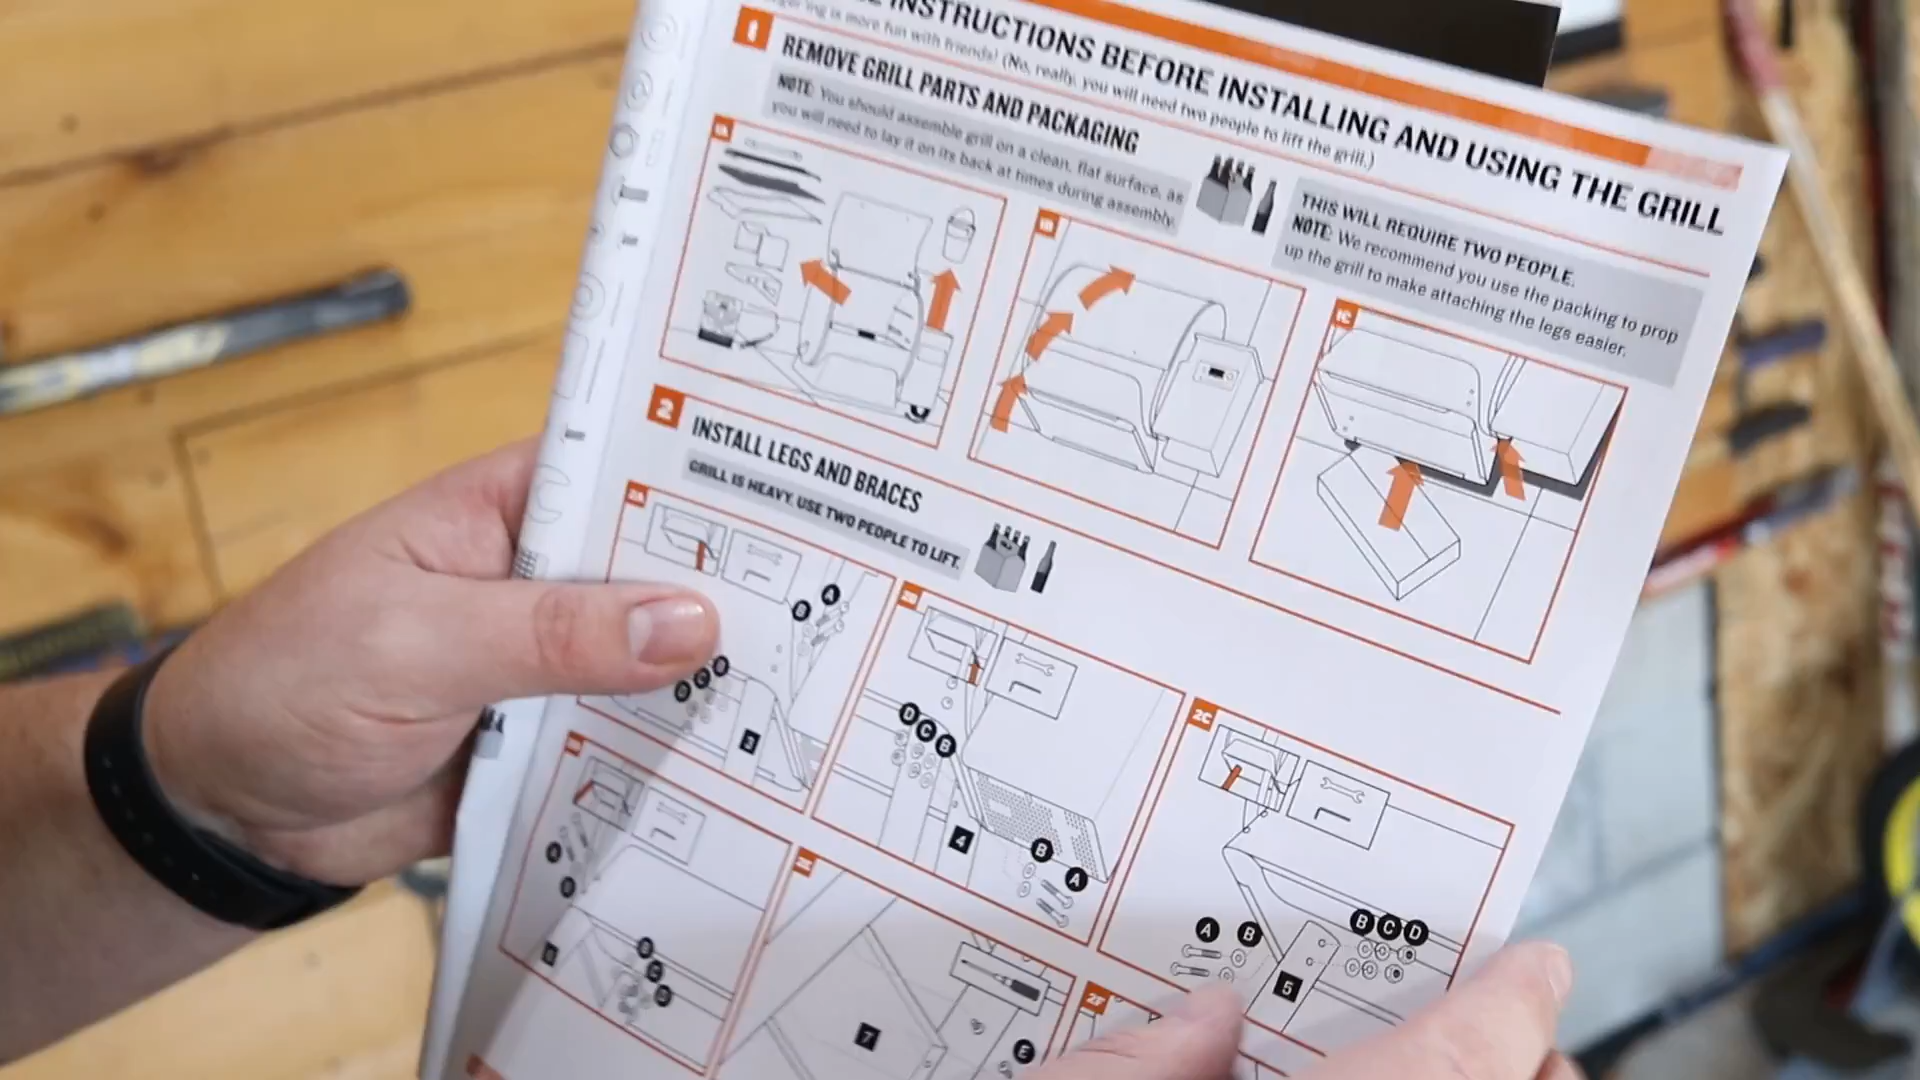 INSTRUCTIONS BEFORE INSTALLING AND USING THE GRILL
is more fun with friends! (No, really, you will need two people to lift the grill.)
1 REMOVE GRILL PARTS AND PACKAGING
NOTE: You should assemble grill on a clean, flat surface, as
you will need to lay it on its back at times during assembly.
THIS WILL REQUIRE TWO PEOPLE.
NOTE: We recommend you use the packing to prop
up the grill to make attaching the legs easier.
1A
1B
1C
2 INSTALL LEGS AND BRACES
GRILL IS HEAVY. USE TWO PEOPLE TO LIFT.
2A
B A
D C B
3
2B
D C B
4
B
A
2C
A B
B C D
5
A
B
C
D
6
2E
7
E
2F